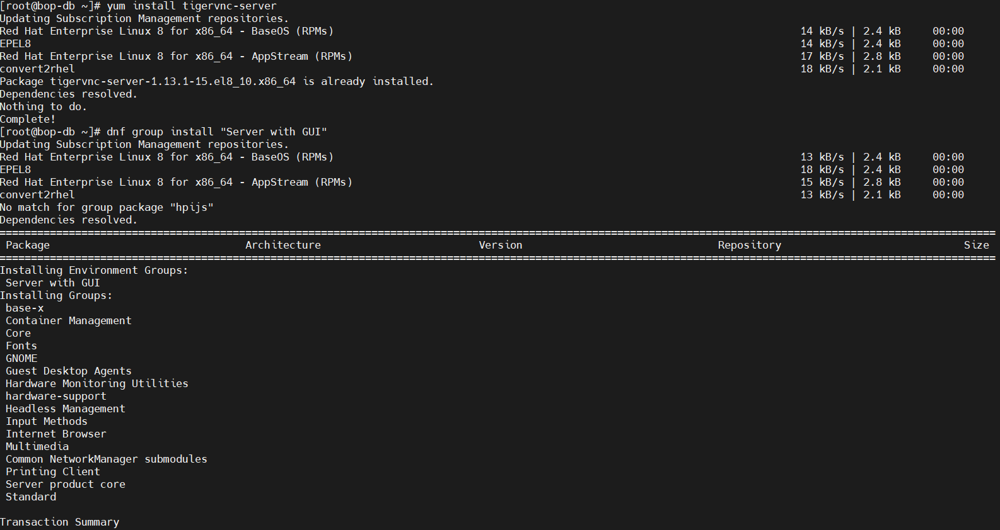 [root@bop-db ~]# yum install tigervnc-server
Updating Subscription Management repositories.
Red Hat Enterprise Linux 8 for x86_64 - BaseOS (RPMs) 14 kB/s | 2.4 kB 00:00
EPEL8 14 kB/s | 2.4 kB 00:00
Red Hat Enterprise Linux 8 for x86_64 - AppStream (RPMs) 17 kB/s | 2.8 kB 00:00
convert2rhel 18 kB/s | 2.1 kB 00:00
Package tigervnc-server-1.13.1-15.el8_10.x86_64 is already installed.
Dependencies resolved.
Nothing to do.
Complete!
[root@bop-db ~]# dnf group install "Server with GUI"
Updating Subscription Management repositories.
Red Hat Enterprise Linux 8 for x86_64 - BaseOS (RPMs) 13 kB/s | 2.4 kB 00:00
EPEL8 18 kB/s | 2.4 kB 00:00
Red Hat Enterprise Linux 8 for x86_64 - AppStream (RPMs) 15 kB/s | 2.8 kB 00:00
convert2rhel 13 kB/s | 2.1 kB 00:00
No match for group package "hpijs"
Dependencies resolved.
==============================================================================================================================================================
Package Architecture Version Repository Size
==============================================================================================================================================================
Installing Environment Groups:
Server with GUI
Installing Groups:
base-x
Container Management
Core
Fonts
GNOME
Guest Desktop Agents
Hardware Monitoring Utilities
hardware-support
Headless Management
Input Methods
Internet Browser
Multimedia
Common NetworkManager submodules
Printing Client
Server product core
Standard
Transaction Summary